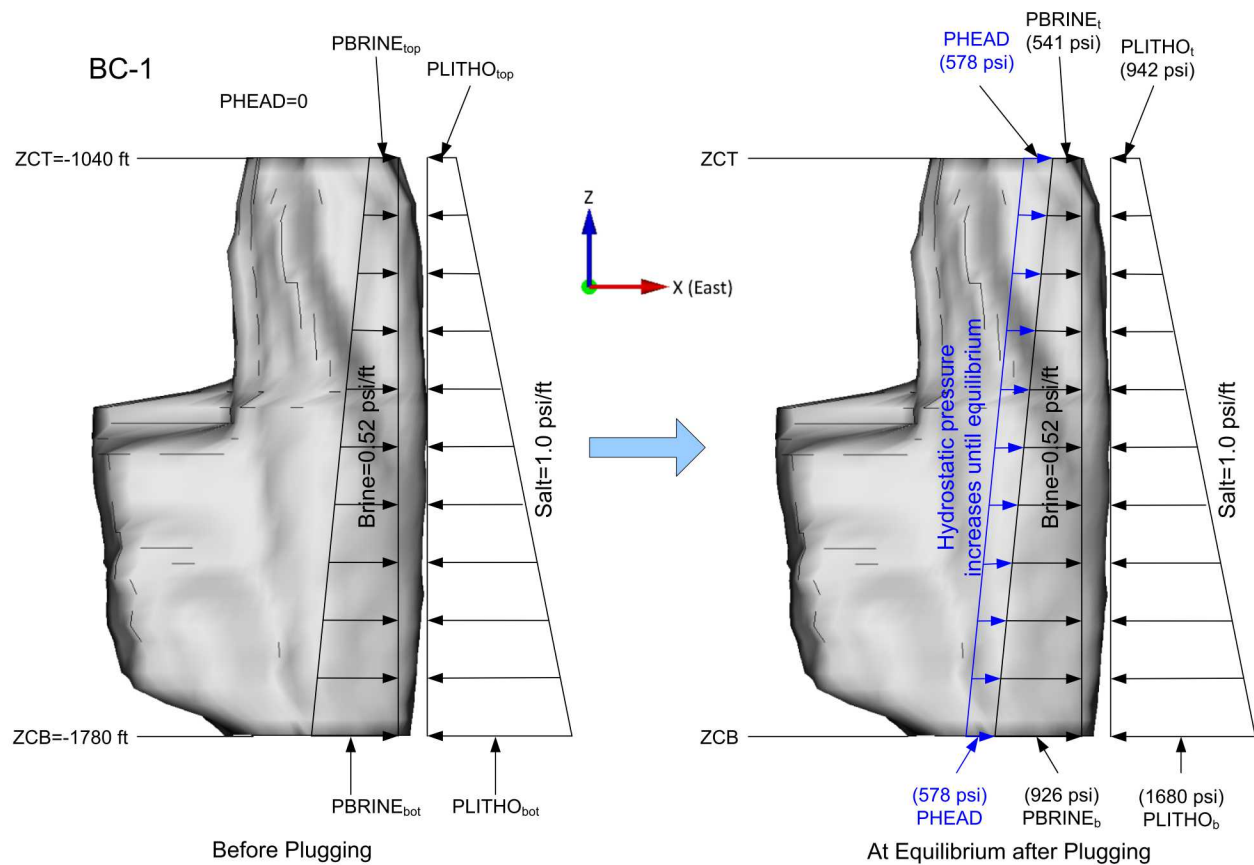 BC-1
PBRINEtop
PLITHOtop
PHEAD=0
ZCT=-1040 ft
Brine=0.52 psi/ft
Salt=1.0 psi/ft
ZCB=-1780 ft
PBRINEbot
PLITHObot
Before Plugging
Z
X (East)
PHEAD
(578 psi)
PBRINEt
(541 psi)
PLITHOt
(942 psi)
ZCT
Hydrostatic pressure
increases until equilibrium
Brine=0.52 psi/ft
Salt=1.0 psi/ft
ZCB
(578 psi)
PHEAD
(926 psi)
PBRINEb
(1680 psi)
PLITHOb
At Equilibrium after Plugging